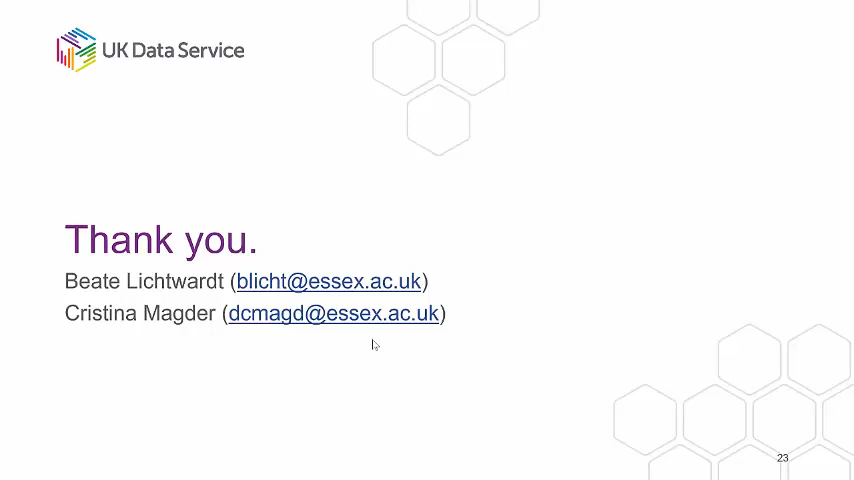 UK Data Service
Thank you.
Beate Lichtwardt (blicht@essex.ac.uk)
Cristina Magder (dcmagd@essex.ac.uk)
23